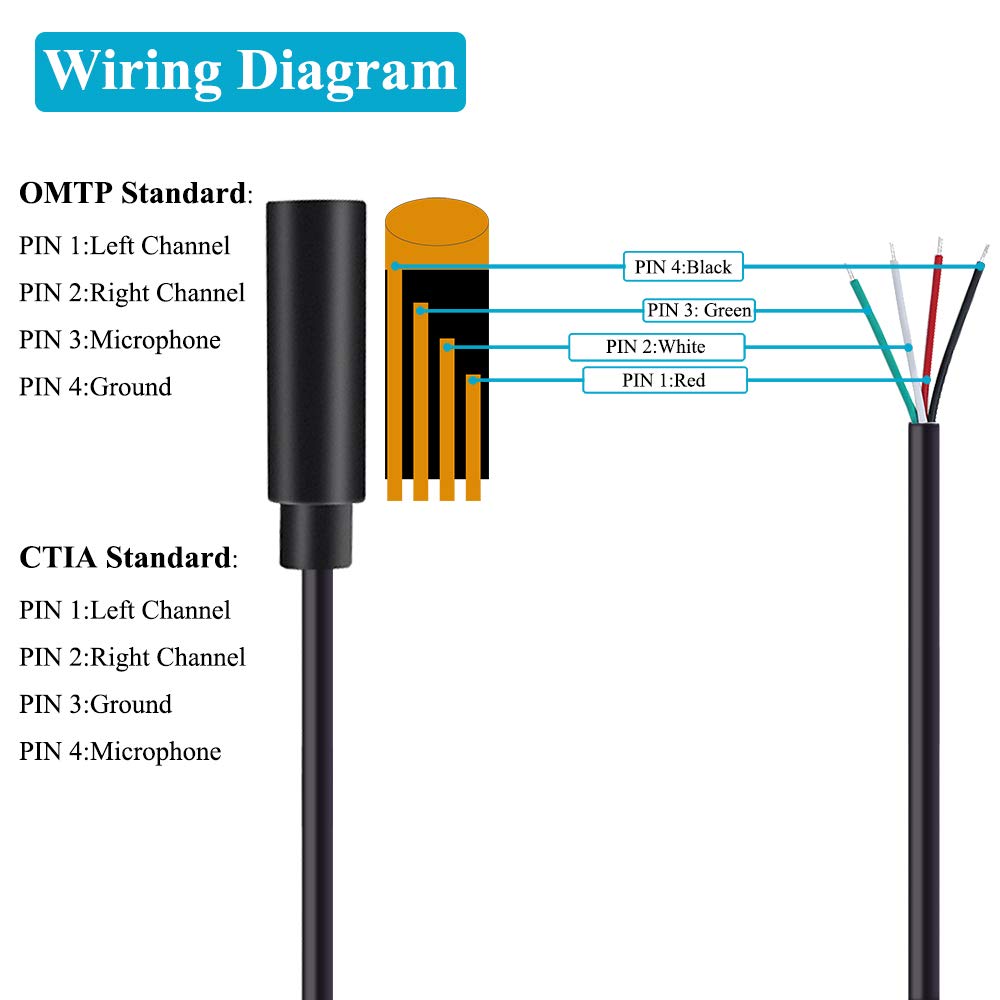 Wiring Diagram
OMTP Standard:
PIN 1:Left Channel
PIN 2:Right Channel
PIN 3:Microphone
PIN 4:Ground
PIN 4:Black
PIN 3: Green
PIN 2:White
PIN 1:Red
CTIA Standard:
PIN 1:Left Channel
PIN 2:Right Channel
PIN 3:Ground
PIN 4:Microphone